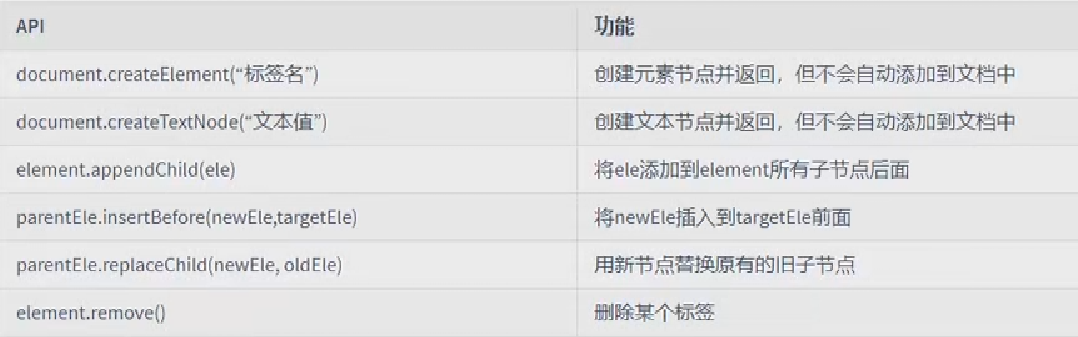 API 功能
document.createElement(“标签名”) 创建元素节点并返回，但不会自动添加到文档中
document.createTextNode(“文本值”) 创建文本节点并返回，但不会自动添加到文档中
element.appendChild(ele) 将ele添加到element所有子节点后面
parentEle.insertBefore(newEle,targetEle) 将newEle插入到targetEle前面
parentEle.replaceChild(newEle, oldEle) 用新节点替换原有的旧子节点
element.remove() 删除某个标签